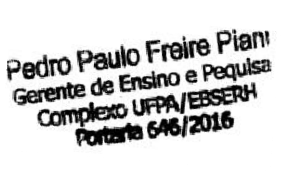 Pedro Paulo Freire Piani
Gerente de Ensino e Pequisa
Complexo UFPA/EBSERH
Portaria 646/2016